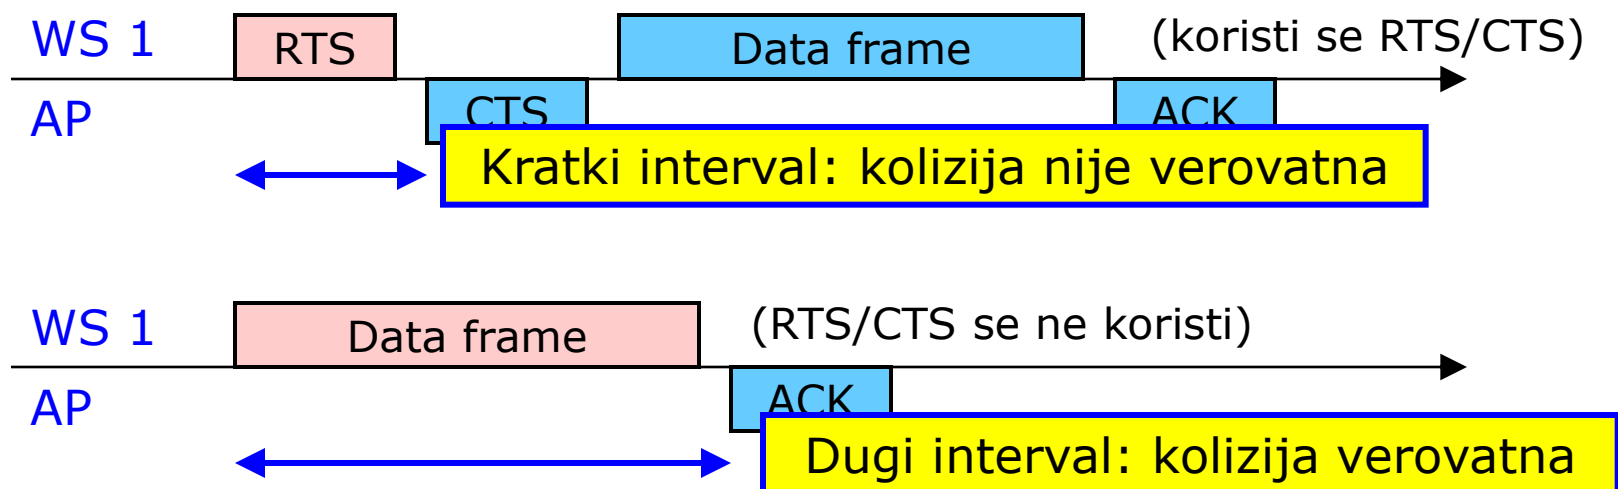 WS 1 RTS Data frame (koristi se RTS/CTS)
AP CTS ACK
Kratki interval: kolizija nije verovatna
WS 1 Data frame (RTS/CTS se ne koristi)
AP ACK
Dugi interval: kolizija verovatna